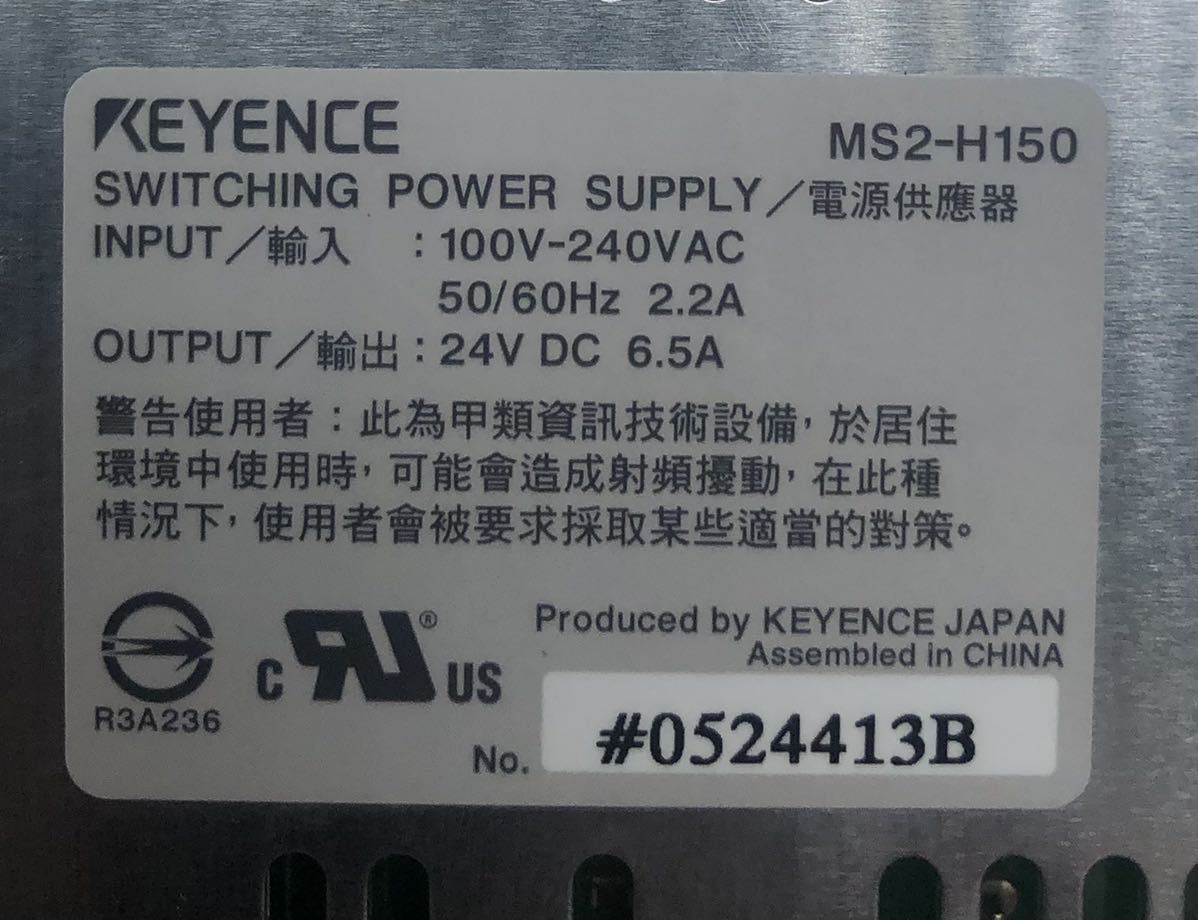 KEYENCE
MS2-H150
SWITCHING POWER SUPPLY/電源供應器
INPUT/輸入 : 100V-240VAC
50/60Hz 2.2A
OUTPUT/輸出 : 24V DC 6.5A
警告使用者：此為甲類資訊技術設備，於居住
環境中使用時，可能會造成射頻擾動，在此種
情況下，使用者會被要求採取某些適當的對策。
R3A236
C RU® US
Produced by KEYENCE JAPAN
Assembled in CHINA
No. #0524413B